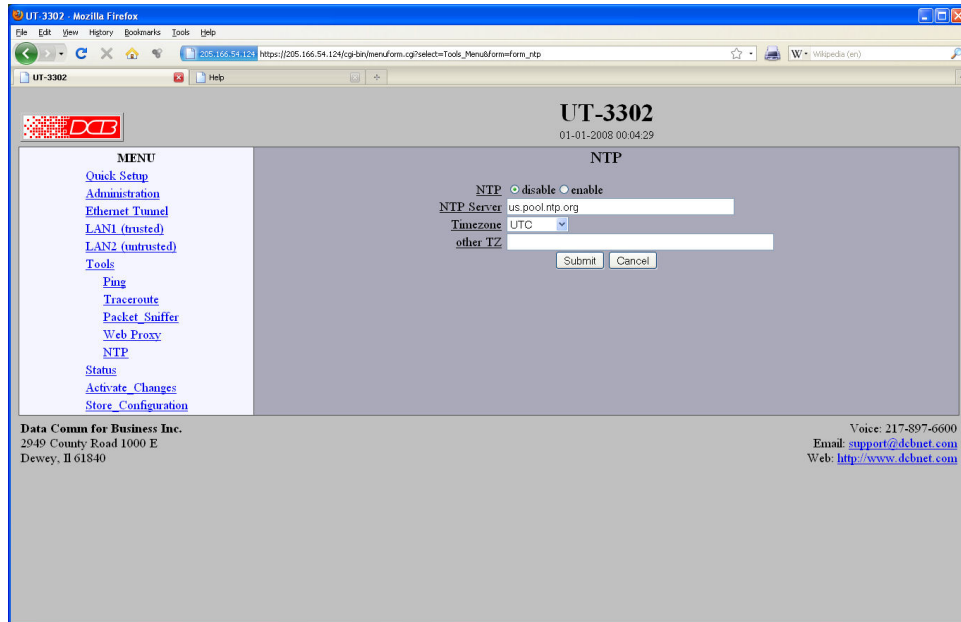 UT-3302 - Mozilla Firefox
File Edit View History Bookmarks Tools Help
205.166.54.124 https://205.166.54.124/cgi-bin/menuform.cgi?select=Tools_Menu&form=form_ntp
W Wikipedia (en)
UT-3302 Help
DCB
UT-3302
01-01-2008 00:04:29
MENU
Quick Setup
Administration
Ethernet Tunnel
LAN1 (trusted)
LAN2 (untrusted)
Tools
Ping
Traceroute
Packet_Sniffer
Web Proxy
NTP
Status
Activate_Changes
Store_Configuration
NTP
NTP disable enable
NTP Server us.pool.ntp.org
Timezone UTC
other TZ
Submit Cancel
Data Comm for Business Inc.
2949 County Road 1000 E
Dewey, Il 61840
Voice: 217-897-6600
Email: support@dcbnet.com
Web: http://www.dcbnet.com